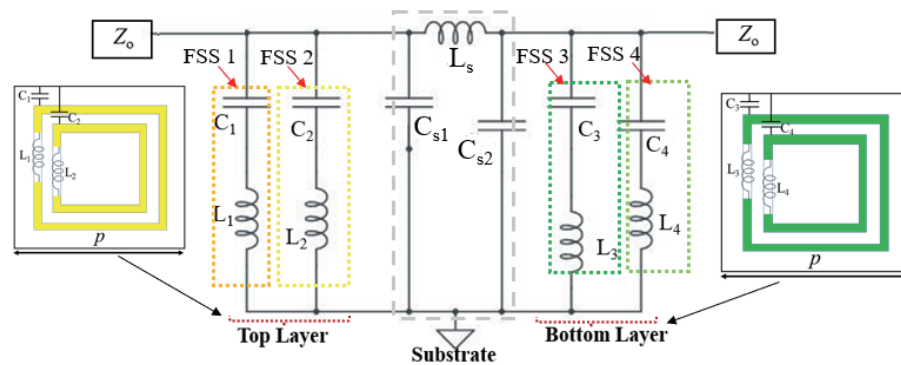 Zo
Zo
FSS 1
FSS 2
Ls
FSS 3
FSS 4
C1
C2
L1
L2
p
C1
C2
Cs1
Cs2
C3
C4
L1
L2
L3
L4
C3
C4
L3
L4
p
Top Layer
Substrate
Bottom Layer